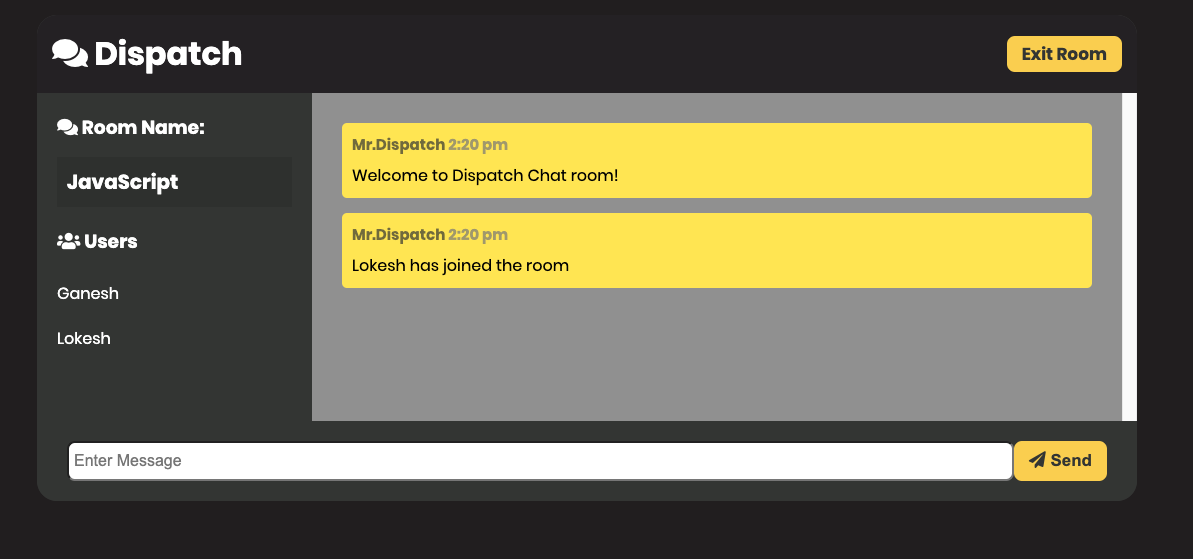 Dispatch
Exit Room
Room Name:
JavaScript
Users
Ganesh
Lokesh
Mr.Dispatch 2:20 pm
Welcome to Dispatch Chat room!
Mr.Dispatch 2:20 pm
Lokesh has joined the room
Enter Message
Send